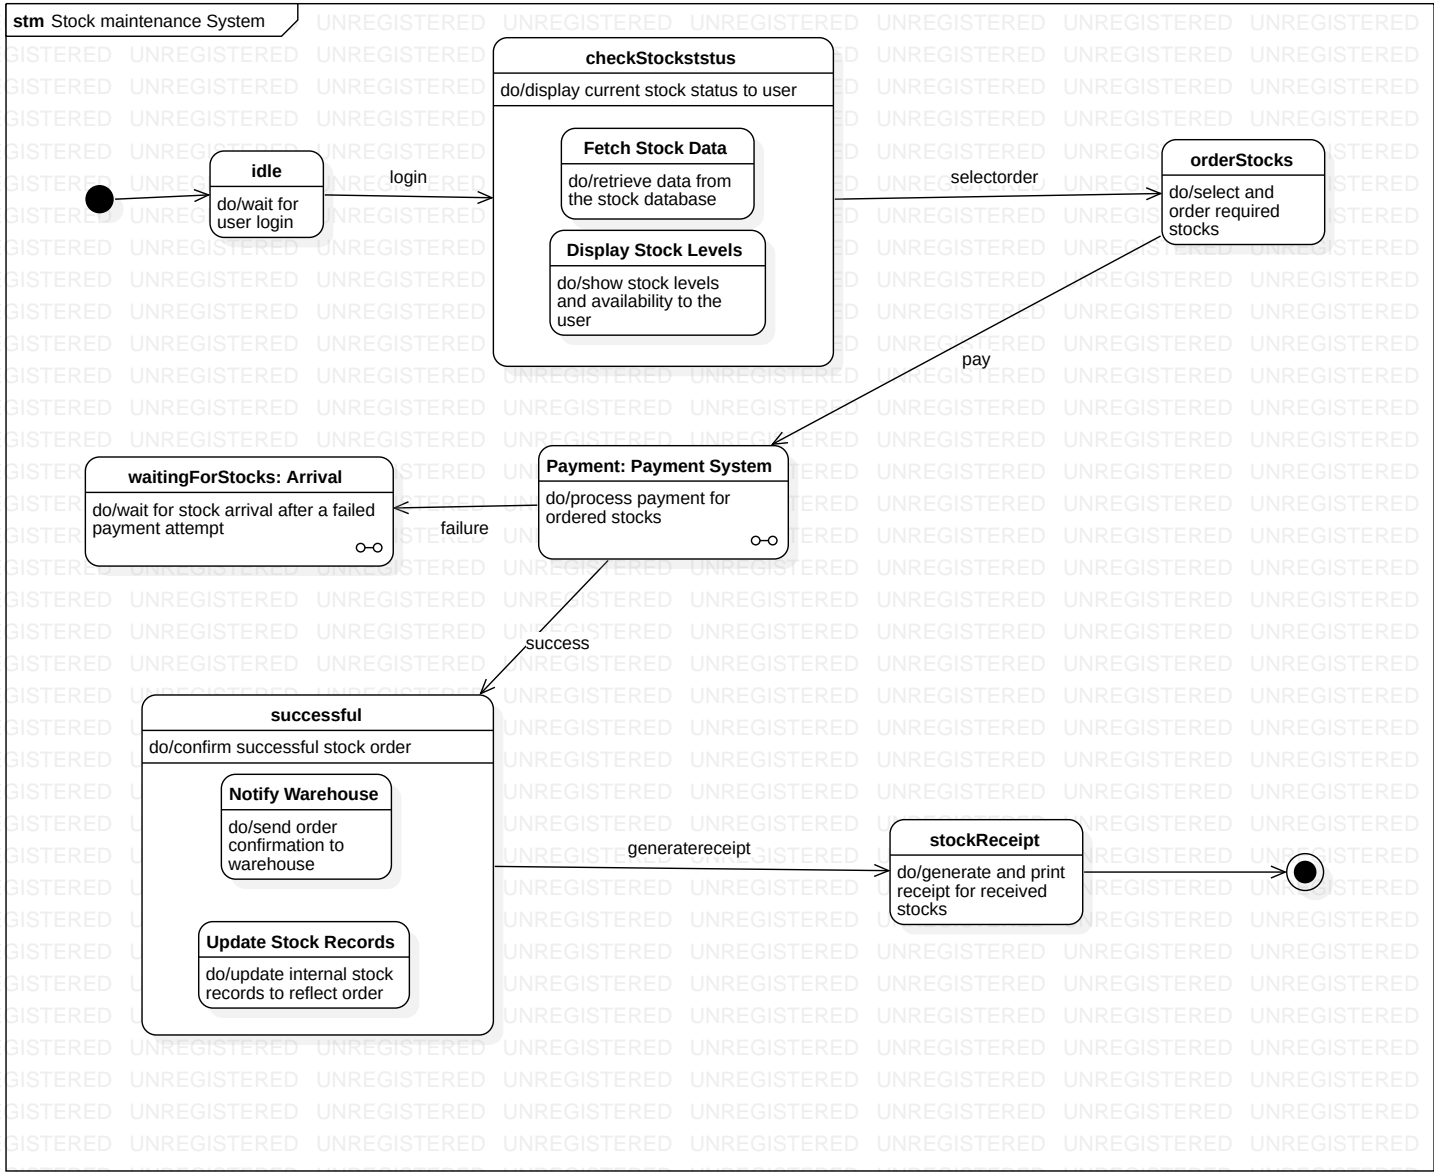 stm Stock maintenance System
checkStockststus
do/display current stock status to user
Fetch Stock Data
do/retrieve data from
the stock database
Display Stock Levels
do/show stock levels
and availability to the
user
idle
do/wait for
user login
login
selectorder
orderStocks
do/select and
order required
stocks
pay
waitingForStocks: Arrival
do/wait for stock arrival after a failed
payment attempt
failure
Payment: Payment System
do/process payment for
ordered stocks
success
successful
do/confirm successful stock order
Notify Warehouse
do/send order
confirmation to
warehouse
Update Stock Records
do/update internal stock
records to reflect order
generatereceipt
stockReceipt
do/generate and print
receipt for received
stocks
UNREGISTERED